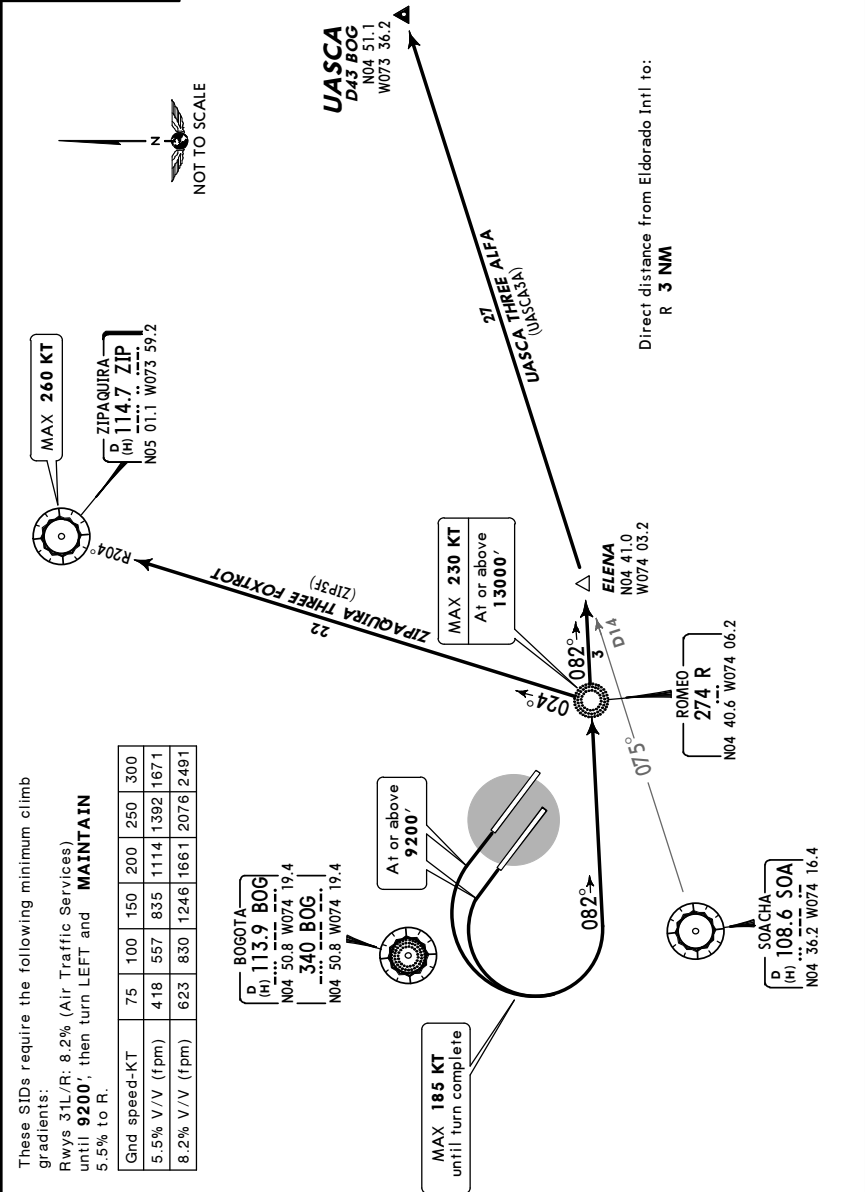 These SIDs require the following minimum climb
gradients:
Rwys 31L/R: 8.2% (Air Traffic Services)
until 9200', then turn LEFT and MAINTAIN
5.5% to R.
Gnd speed-KT 75 100 150 200 250 300
5.5% V/V (fpm) 418 557 835 1114 1392 1671
8.2% V/V (fpm) 623 830 1246 1661 2076 2491
MAX 260 KT
ZIPAQUIRA
D
(H) 114.7 ZIP
N05 01.1 W073 59.2
N
NOT TO SCALE
UASCA
D43 BOG
N04 51.1
W073 36.2
R204°
ZIPAQUIRA THREE FOXTROT
(ZIP3F)
22
024°
BOGOTA
D
(H) 113.9 BOG
N04 50.8 W074 19.4
340 BOG
N04 50.8 W074 19.4
At or above
9200'
MAX 230 KT
At or above
13000'
27
UASCA THREE ALFA
(UASCA3A)
MAX 185 KT
until turn complete
082°
082°
3
D14
075°
ELENA
N04 41.0
W074 03.2
ROMEO
274 R
N04 40.6 W074 06.2
SOACHA
D
(H) 108.6 SOA
N04 36.2 W074 16.4
Direct distance from Eldorado Intl to:
R 3 NM